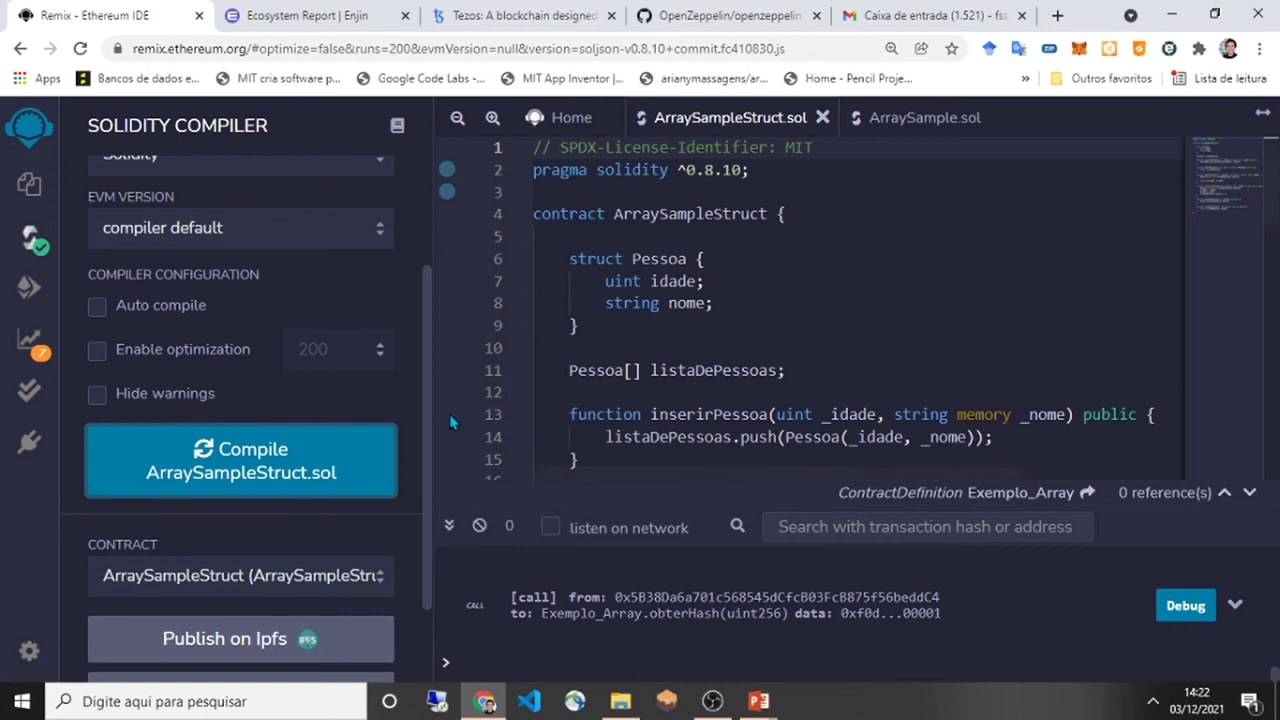 Remix - Ethereum IDE
Ecosystem Report | Enjin
Tezos: A blockchain designed
OpenZeppelin/openzeppelin-
Caixa de entrada (1.521) - fss
remix.ethereum.org/#optimize=false&runs=200&evmVersion=null&version=soljson-v0.8.10+commit.fc410830.js
Apps
Bancos de dados e...
MIT cria software p...
Google Code Labs -...
MIT App Inventor |...
arianymassagens/ar...
Home - Pencil Proje...
»
Outros favoritos
Lista de leitura
SOLIDITY COMPILER
Solidity
EVM VERSION
compiler default
COMPILER CONFIGURATION
Auto compile
Enable optimization
200
Hide warnings
Compile
ArraySampleStruct.sol
CONTRACT
ArraySampleStruct (ArraySampleStru
Publish on Ipfs
IPFS
7
Home
ArraySampleStruct.sol
ArraySample.sol
1 // SPDX-License-Identifier: MIT
2 pragma solidity ^0.8.10;
3
4 contract ArraySampleStruct {
5
6 struct Pessoa {
7 uint idade;
8 string nome;
9 }
10
11 Pessoa[] listaDePessoas;
12
13 function inserirPessoa(uint _idade, string memory _nome) public {
14 listaDePessoas.push(Pessoa(_idade, _nome));
15 }
16
ContractDefinition Exemplo_Array 0 reference(s)
0
listen on network
Search with transaction hash or address
CALL
[call] from: 0x5B38Da6a701c568545dCfcB03FcB875f56beddC4
to: Exemplo_Array.obterHash(uint256) data: 0xf0d...00001
Debug
>
Digite aqui para pesquisar
14:22
03/12/2021
1